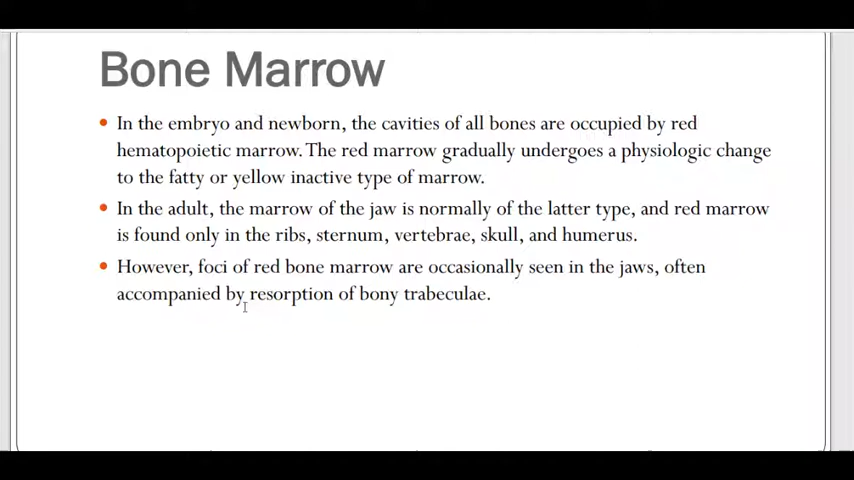 Bone Marrow
• In the embryo and newborn, the cavities of all bones are occupied by red
hematopoietic marrow. The red marrow gradually undergoes a physiologic change
to the fatty or yellow inactive type of marrow.
• In the adult, the marrow of the jaw is normally of the latter type, and red marrow
is found only in the ribs, sternum, vertebrae, skull, and humerus.
• However, foci of red bone marrow are occasionally seen in the jaws, often
accompanied by resorption of bony trabeculae.